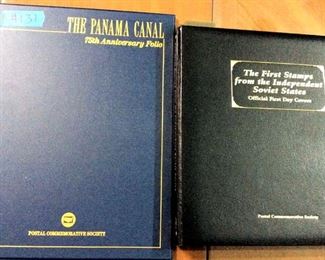 THE PANAMA CANAL
75th Anniversary Folio
POSTAL COMMEMORATIVE SOCIETY
The First Stamps
from the Independent
Soviet States
Official First Day Covers
Postal Commemorative Society